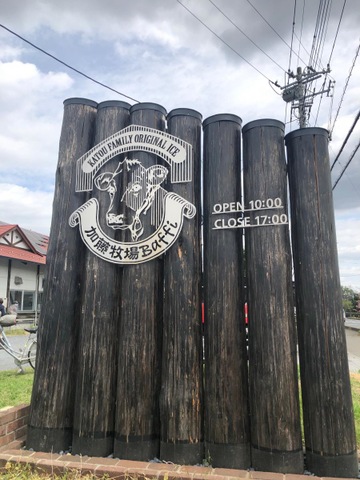 KATOU FAMILY ORIGINAL ICE
加藤牧場Baffi
OPEN 10:00
CLOSE 17:00